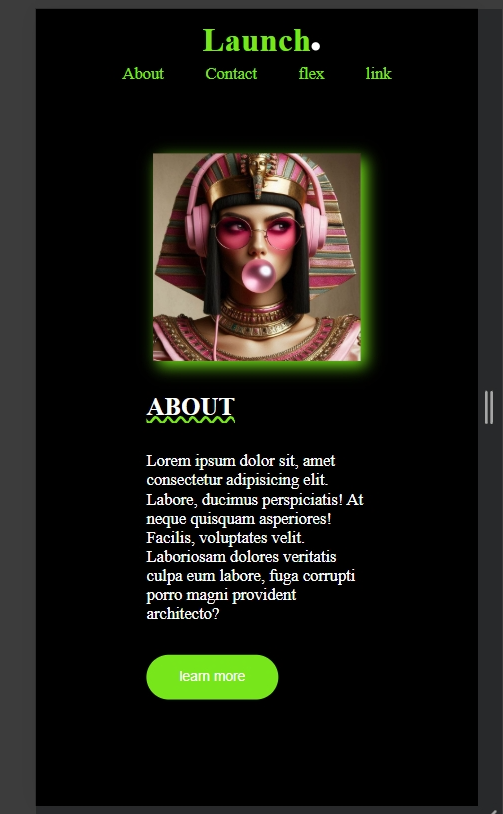 Launch.
About Contact flex link
ABOUT
Lorem ipsum dolor sit, amet
consectetur adipisicing elit.
Labore, ducimus perspiciatis! At
neque quisquam asperiores!
Facilis, voluptates velit.
Laboriosam dolores veritatis
culpa eum labore, fuga corrupti
porro magni provident
architecto?
learn more